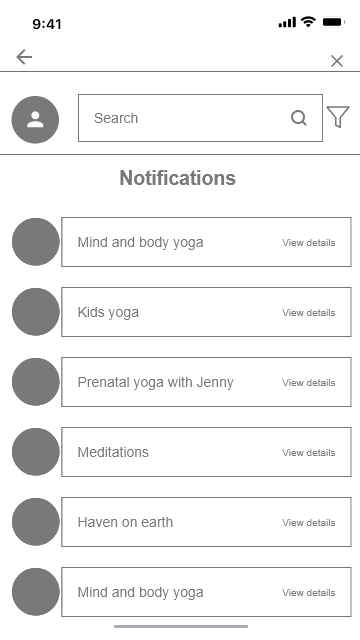 9:41
Search
Notifications
Mind and body yoga View details
Kids yoga View details
Prenatal yoga with Jenny View details
Meditations View details
Haven on earth View details
Mind and body yoga View details